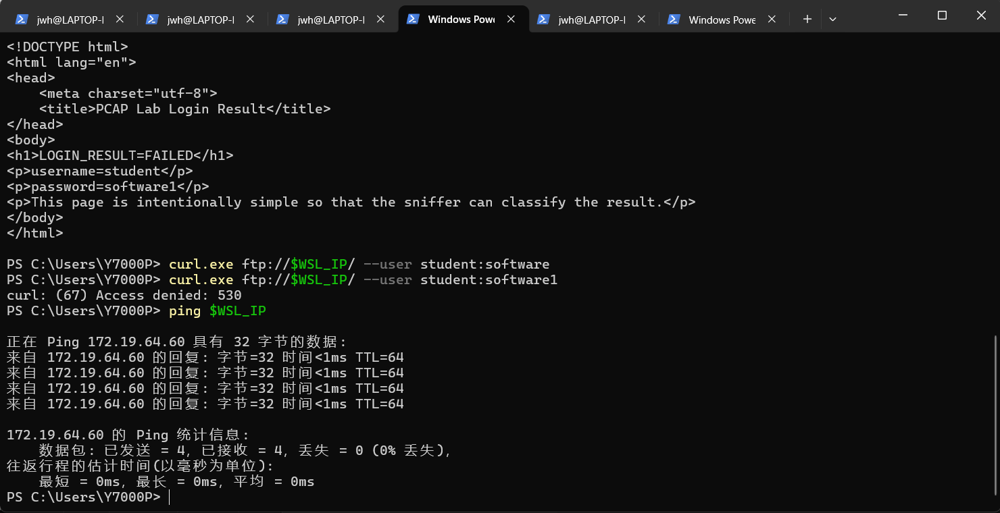 jwh@LAPTOP-I jwh@LAPTOP-I jwh@LAPTOP-I Windows Powe jwh@LAPTOP-I Windows Powe
<!DOCTYPE html>
<html lang="en">
<head>
    <meta charset="utf-8">
    <title>PCAP Lab Login Result</title>
</head>
<body>
<h1>LOGIN_RESULT=FAILED</h1>
<p>username=student</p>
<p>password=software1</p>
<p>This page is intentionally simple so that the sniffer can classify the result.</p>
</body>
</html>
PS C:\Users\Y7000P> curl.exe ftp://$WSL_IP/ --user student:software
PS C:\Users\Y7000P> curl.exe ftp://$WSL_IP/ --user student:software1
curl: (67) Access denied: 530
PS C:\Users\Y7000P> ping $WSL_IP
正在 Ping 172.19.64.60 具有 32 字节的数据:
来自 172.19.64.60 的回复: 字节=32 时间<1ms TTL=64
来自 172.19.64.60 的回复: 字节=32 时间<1ms TTL=64
来自 172.19.64.60 的回复: 字节=32 时间<1ms TTL=64
来自 172.19.64.60 的回复: 字节=32 时间<1ms TTL=64
172.19.64.60 的 Ping 统计信息:
    数据包: 已发送 = 4, 已接收 = 4, 丢失 = 0 (0% 丢失),
往返行程的估计时间(以毫秒为单位):
    最短 = 0ms, 最长 = 0ms, 平均 = 0ms
PS C:\Users\Y7000P>